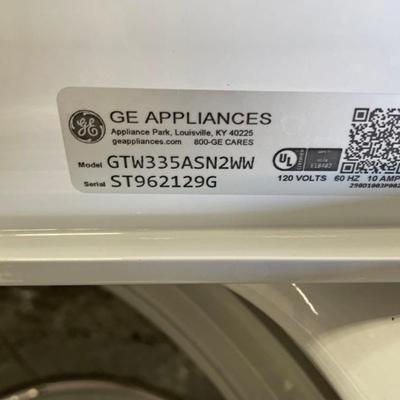 GE APPLIANCES
Appliance Park, Louisville, KY 40225
geappliances.com 800-GE CARES
Model GTW335ASN2WW
Serial ST962129G
UL
120 VOLTS 60 HZ 10 AMP